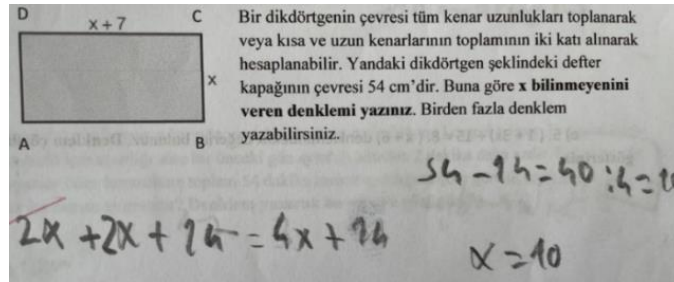 D
x+7
C
x
A
B
Bir dikdörtgenin çevresi tüm kenar uzunlukları toplanarak
veya kısa ve uzun kenarlarının toplamının iki katı alınarak
hesaplanabilir. Yandaki dikdörtgen şeklindeki defter
kapağının çevresi 54 cm'dir. Buna göre x bilinmeyenini
veren denklemi yazınız. Birden fazla denklem
yazabilirsiniz.
54-14=40:4=10
2x+2x+14=4x+14
x=10